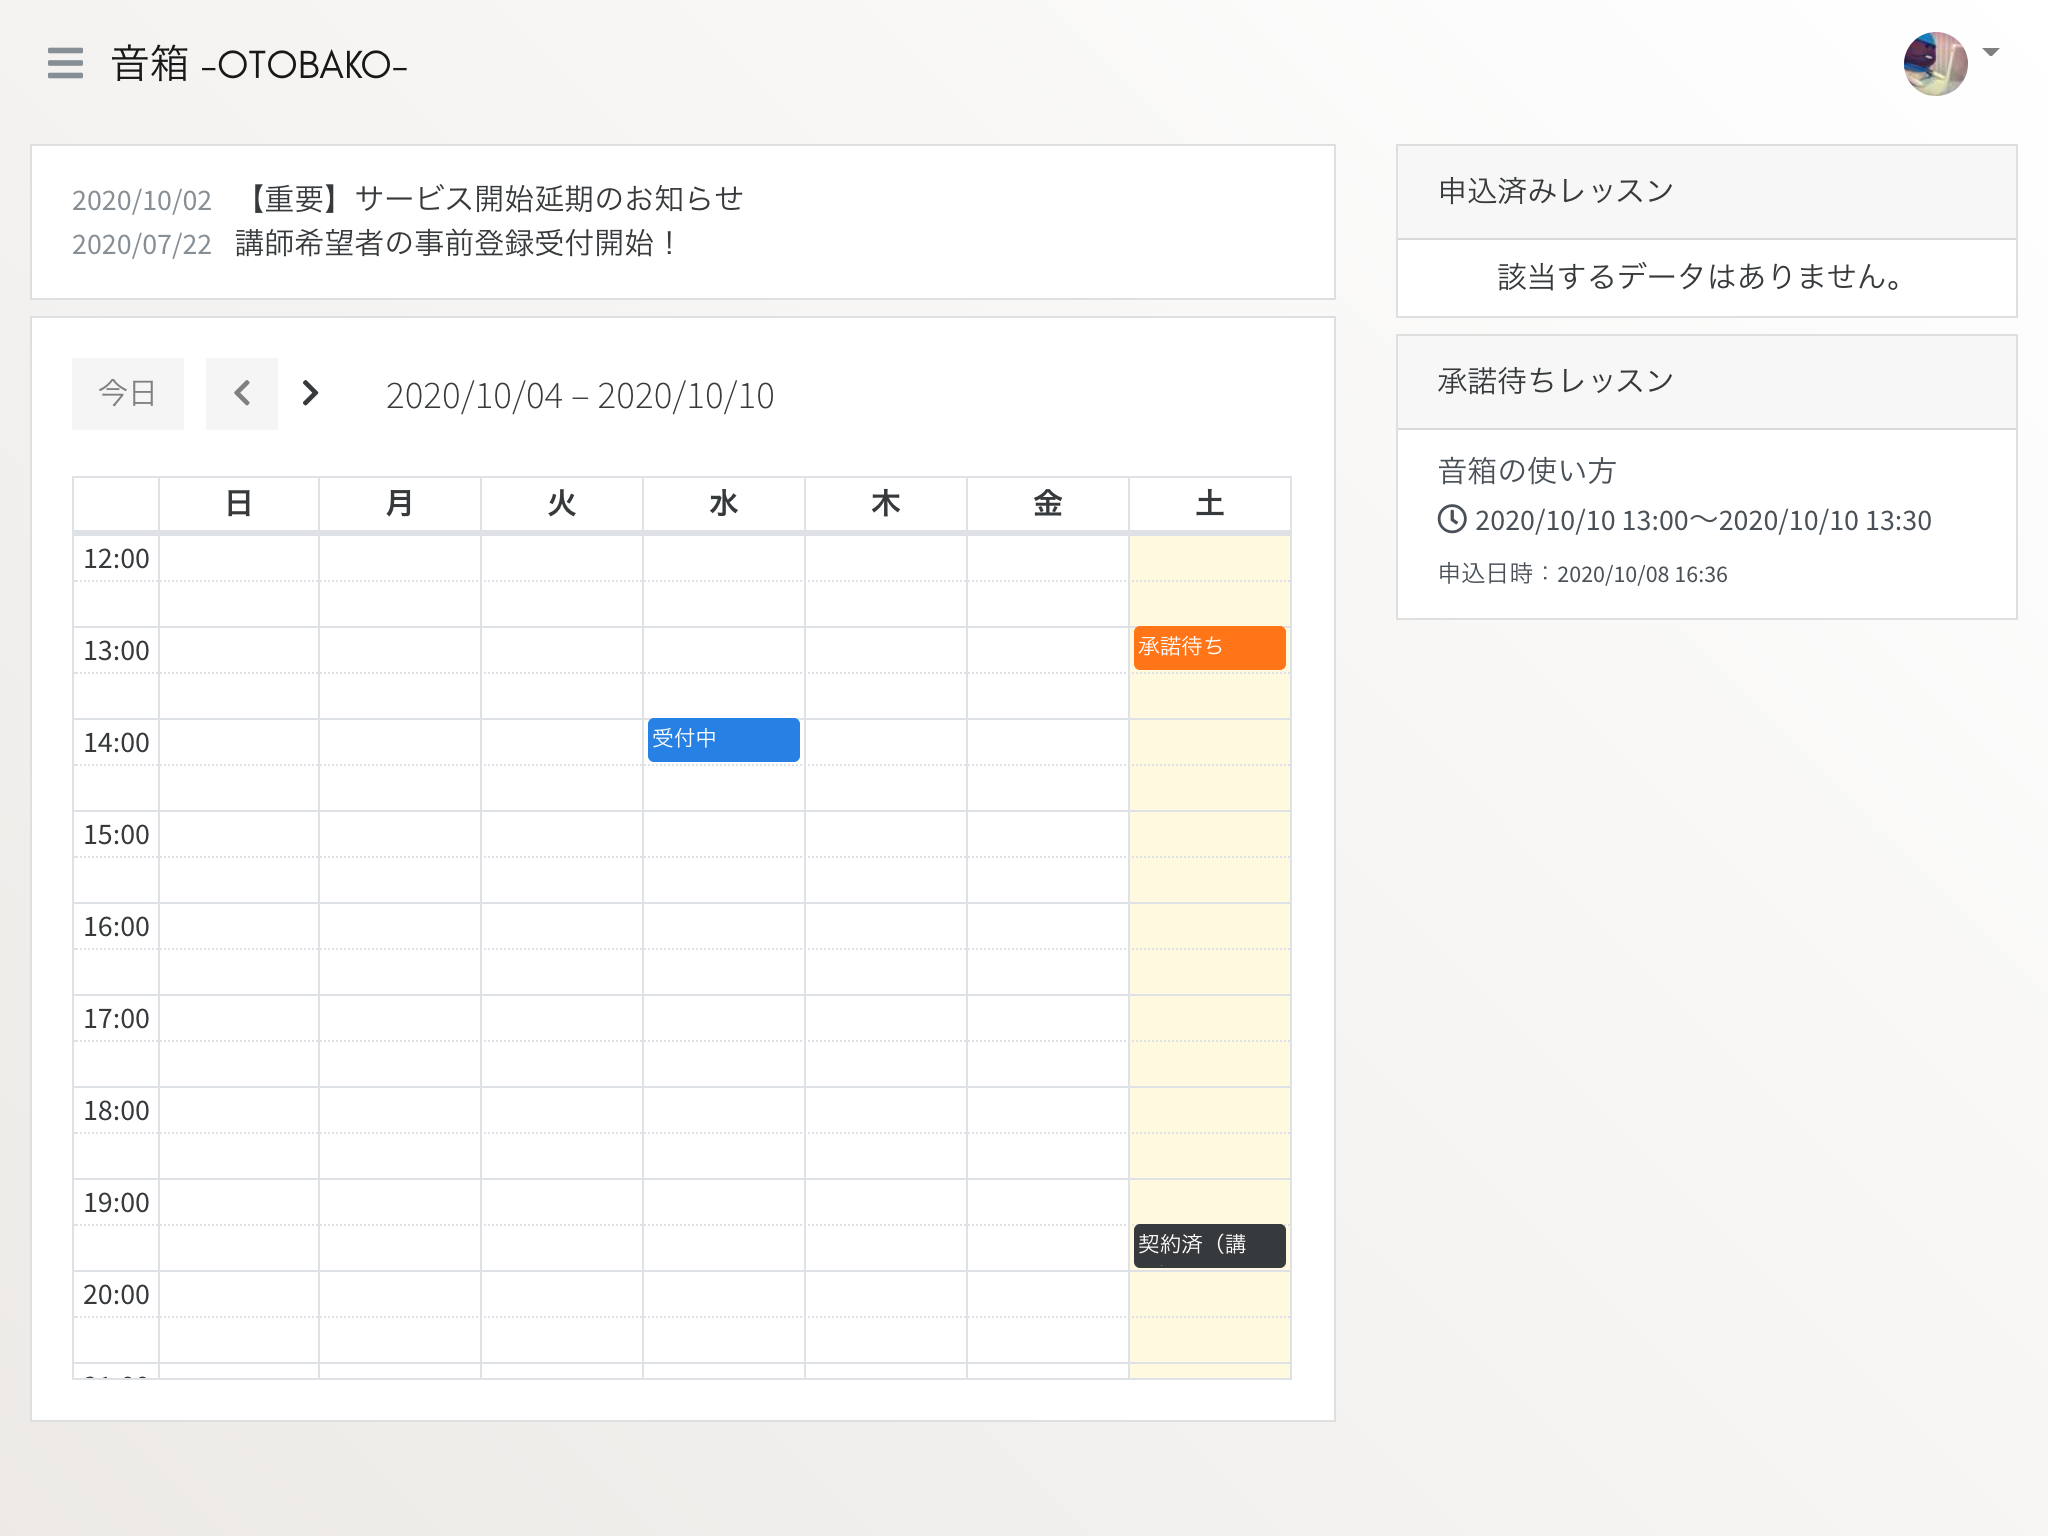 音箱 -OTOBAKO-
2020/10/02 【重要】サービス開始延期のお知らせ
2020/07/22 講師希望者の事前登録受付開始！
今日 2020/10/04 – 2020/10/10
日 月 火 水 木 金 土
12:00
13:00 承諾待ち
14:00 受付中
15:00
16:00
17:00
18:00
19:00
契約済（講
20:00
申込済みレッスン
該当するデータはありません。
承諾待ちレッスン
音箱の使い方
2020/10/10 13:00〜2020/10/10 13:30
申込日時：2020/10/08 16:36